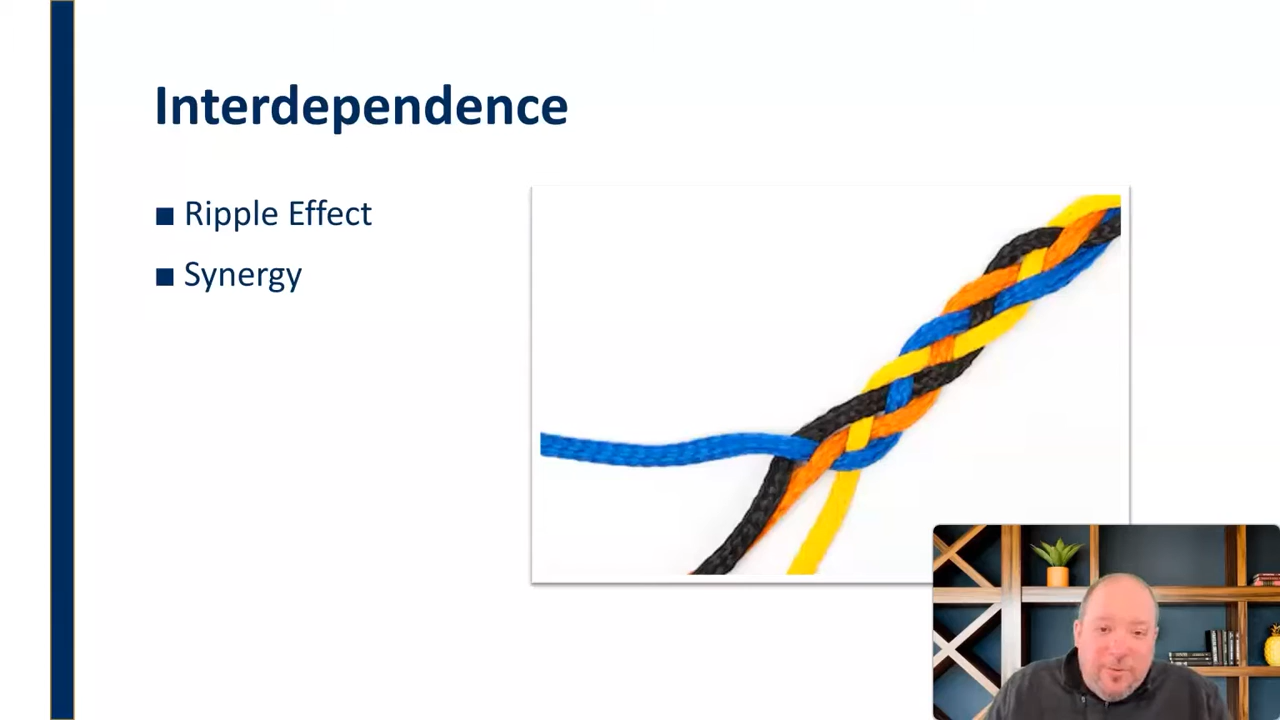 Interdependence
■ Ripple Effect
■ Synergy